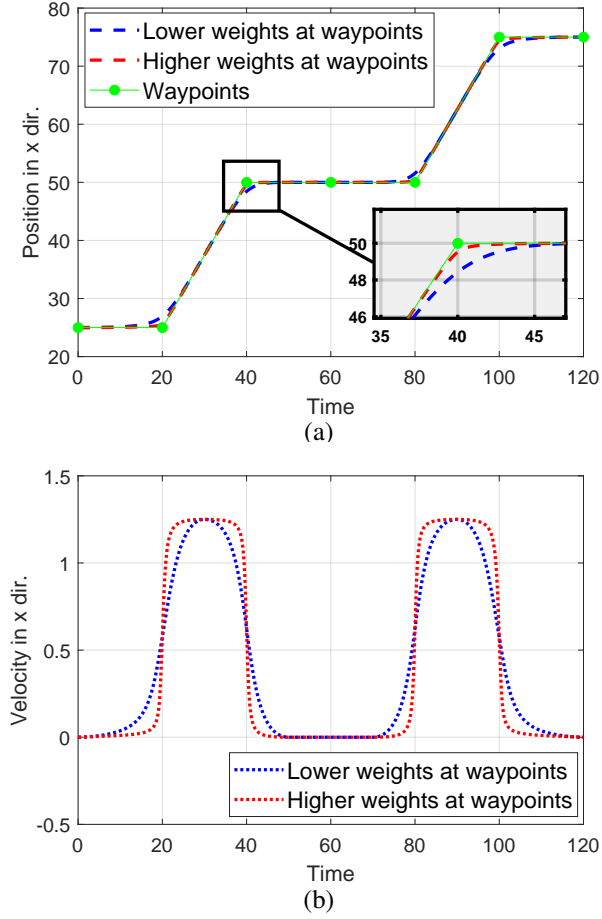 80
70
60
50
40
30
20
0
20
40
60
80
100
120
Position in x dir.
Time
Lower weights at waypoints
Higher weights at waypoints
Waypoints
50
48
46
35
40
45
(a)
1.5
1
0.5
0
-0.5
0
20
40
60
80
100
120
Velocity in x dir.
Time
Lower weights at waypoints
Higher weights at waypoints
(b)